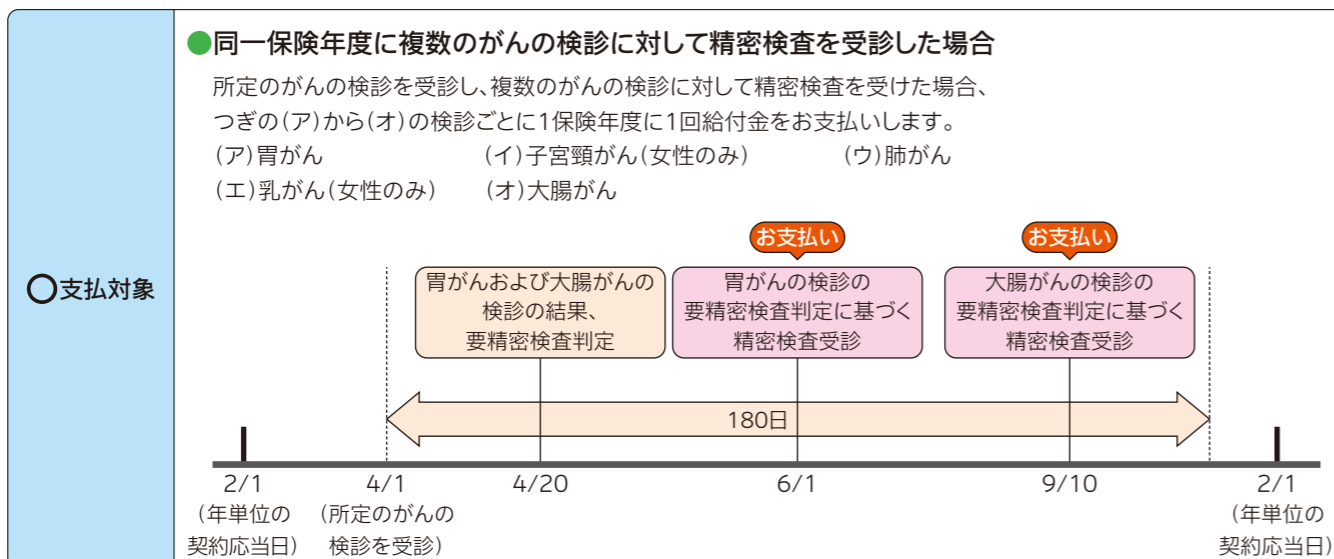 ●同一保険年度に複数のがんの検診に対して精密検査を受診した場合
所定のがんの検診を受診し、複数のがんの検診に対して精密検査を受けた場合、
つぎの(ア)から(オ)の検診ごとに1保険年度に1回給付金をお支払いします。
(ア)胃がん (イ)子宮頸がん(女性のみ) (ウ)肺がん
(エ)乳がん(女性のみ) (オ)大腸がん
○支払対象
お支払い お支払い
胃がんおよび大腸がんの
検診の結果、
要精密検査判定
胃がんの検診の
要精密検査判定に基づく
精密検査受診
大腸がんの検診の
要精密検査判定に基づく
精密検査受診
180日
2/1 4/1 4/20 6/1 9/10 2/1
(年単位の
契約応当日)
(所定のがんの
検診を受診)
(年単位の
契約応当日)